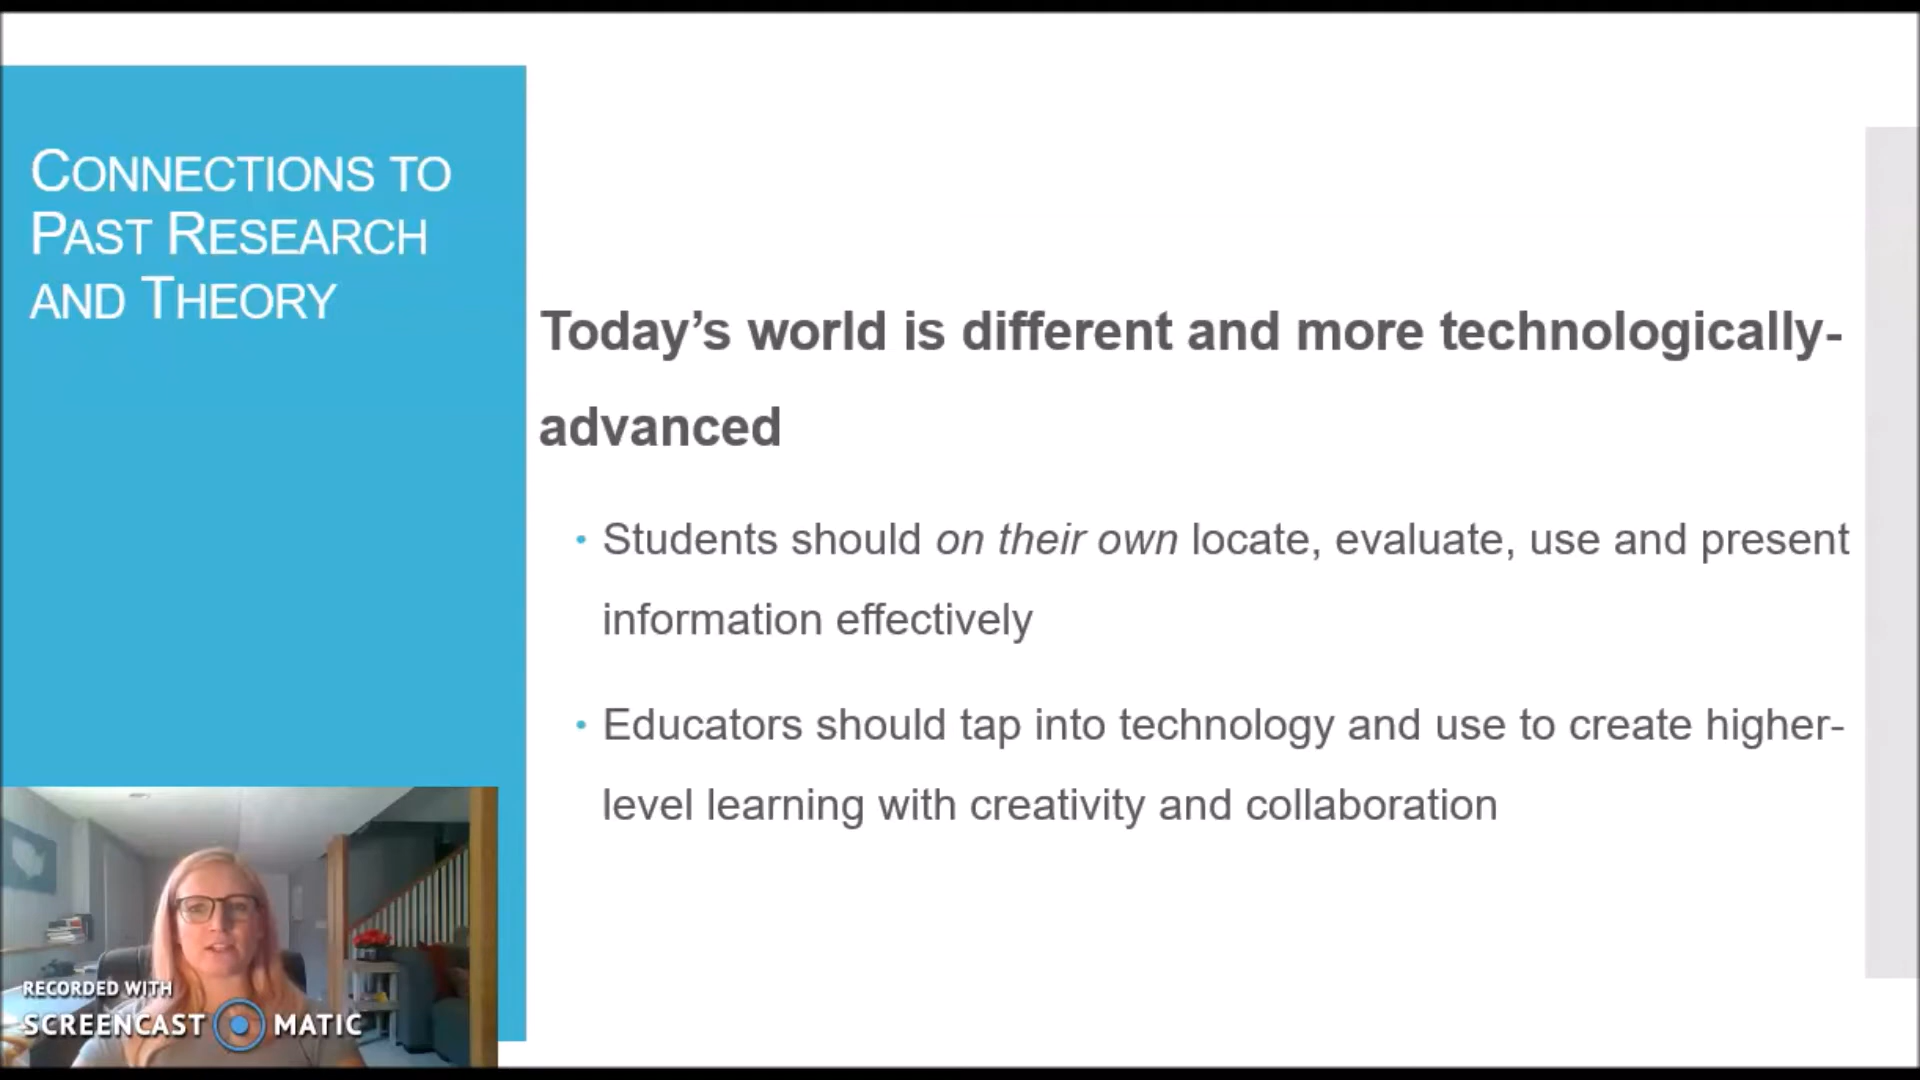 CONNECTIONS TO
PAST RESEARCH
AND THEORY
Today’s world is different and more technologically-
advanced
• Students should on their own locate, evaluate, use and present
information effectively
• Educators should tap into technology and use to create higher-
level learning with creativity and collaboration
RECORDED WITH
SCREENCAST MATIC